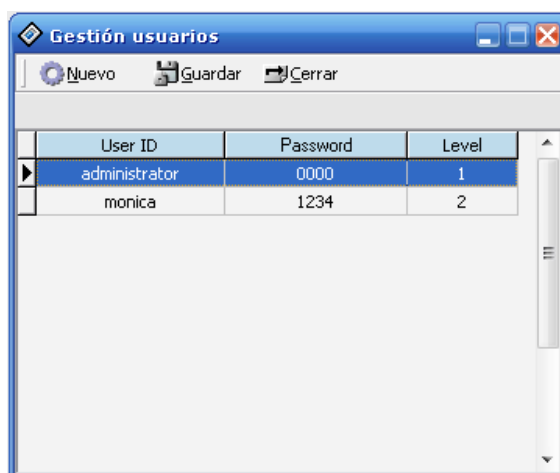 Gestión usuarios
Nuevo Guardar Cerrar
User ID Password Level
administrator 0000 1
monica 1234 2